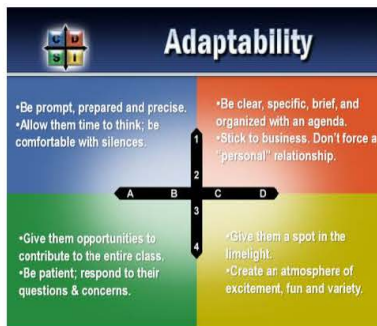 C D
S I
Adaptability
•Be prompt, prepared and precise.
•Allow them time to think; be
comfortable with silences.
•Be clear, specific, brief, and
organized with an agenda.
•Stick to business. Don't force a
"personal" relationship.
1
2
A B C D
3
4
•Give them opportunities to
contribute to the entire class.
•Be patient; respond to their
questions & concerns.
•Give them a spot in the
limelight.
•Create an atmosphere of
excitement, fun and variety.